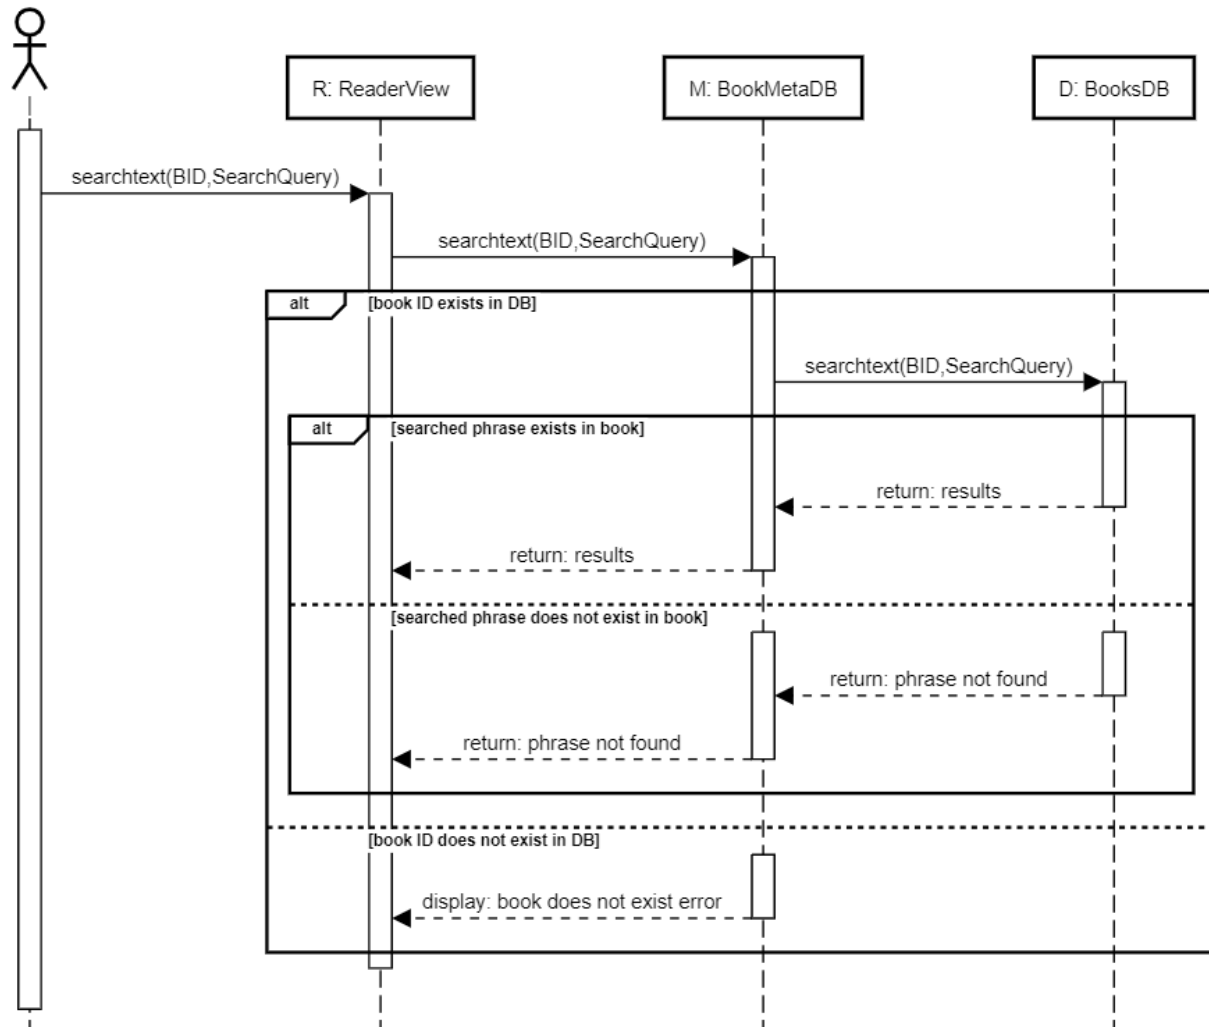 R: ReaderView
M: BookMetaDB
D: BooksDB
searchtext(BID,SearchQuery)
searchtext(BID,SearchQuery)
alt
[book ID exists in DB]
searchtext(BID,SearchQuery)
alt
[searched phrase exists in book]
return: results
return: results
[searched phrase does not exist in book]
return: phrase not found
return: phrase not found
[book ID does not exist in DB]
display: book does not exist error